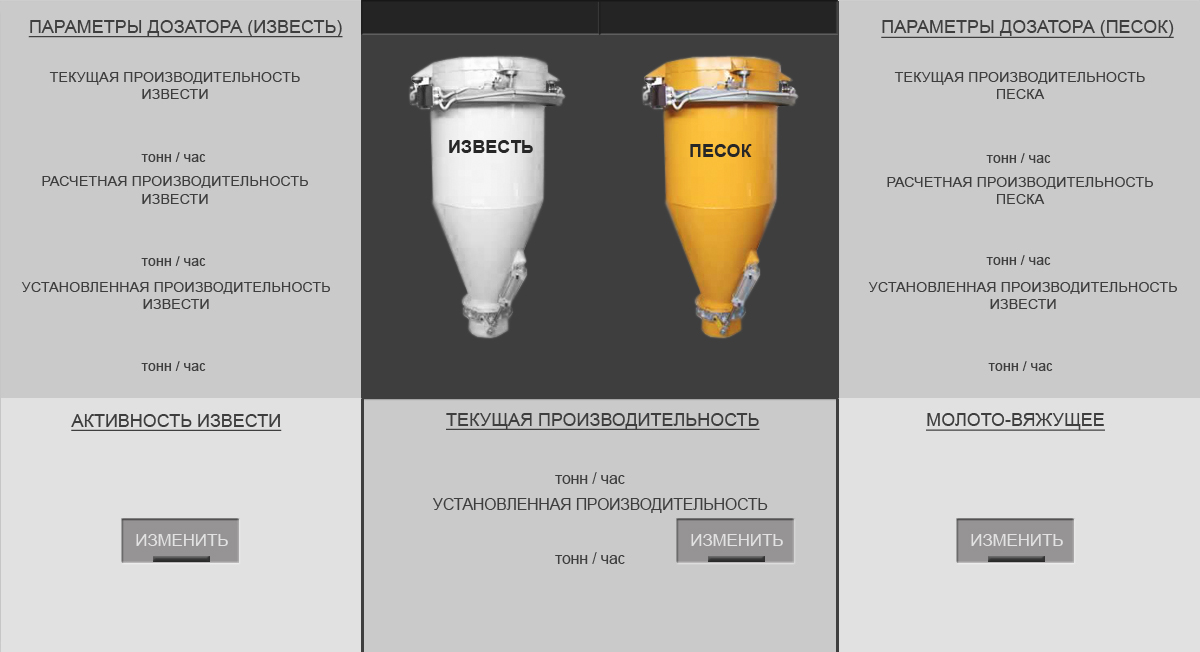 ПАРАМЕТРЫ ДОЗАТОРА (ИЗВЕСТЬ)
ТЕКУЩАЯ ПРОИЗВОДИТЕЛЬНОСТЬ
ИЗВЕСТИ
тонн / час
РАСЧЕТНАЯ ПРОИЗВОДИТЕЛЬНОСТЬ
ИЗВЕСТИ
тонн / час
УСТАНОВЛЕННАЯ ПРОИЗВОДИТЕЛЬНОСТЬ
ИЗВЕСТИ
тонн / час
ИЗВЕСТЬ
ПЕСОК
ПАРАМЕТРЫ ДОЗАТОРА (ПЕСОК)
ТЕКУЩАЯ ПРОИЗВОДИТЕЛЬНОСТЬ
ПЕСКА
тонн / час
РАСЧЕТНАЯ ПРОИЗВОДИТЕЛЬНОСТЬ
ПЕСКА
тонн / час
УСТАНОВЛЕННАЯ ПРОИЗВОДИТЕЛЬНОСТЬ
ИЗВЕСТИ
тонн / час
АКТИВНОСТЬ ИЗВЕСТИ
ИЗМЕНИТЬ
ТЕКУЩАЯ ПРОИЗВОДИТЕЛЬНОСТЬ
тонн / час
УСТАНОВЛЕННАЯ ПРОИЗВОДИТЕЛЬНОСТЬ
ИЗМЕНИТЬ
тонн / час
МОЛОТО-ВЯЖУЩЕЕ
ИЗМЕНИТЬ